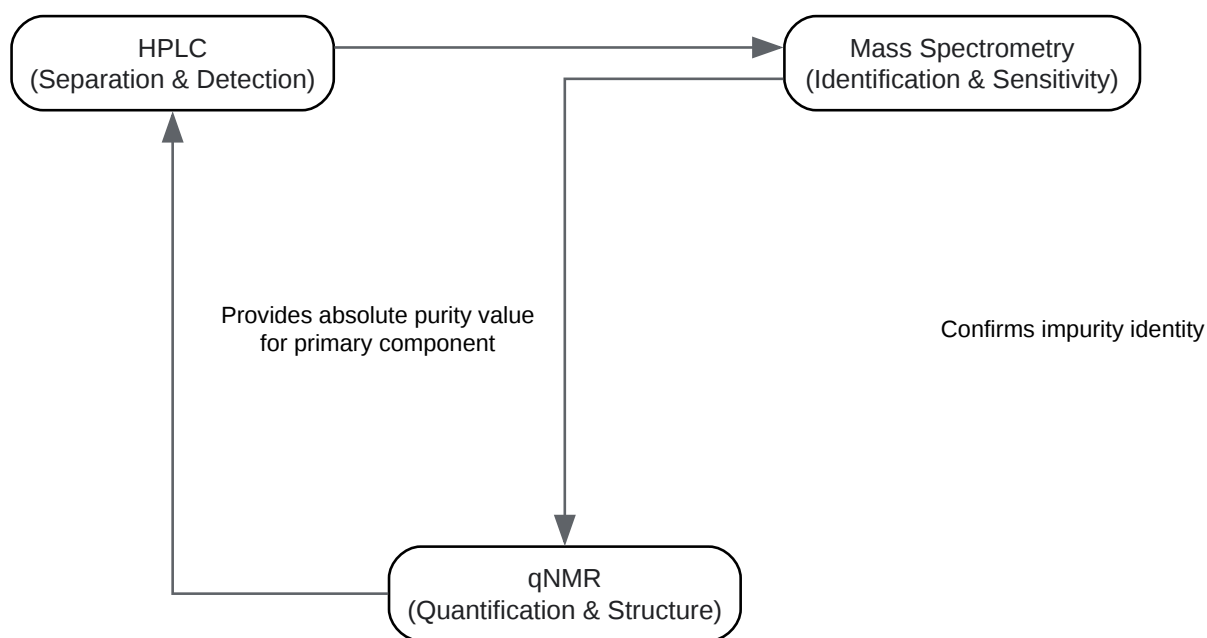 HPLC
(Separation & Detection)
Mass Spectrometry
(Identification & Sensitivity)
Provides absolute purity value
for primary component
Confirms impurity identity
qNMR
(Quantification & Structure)